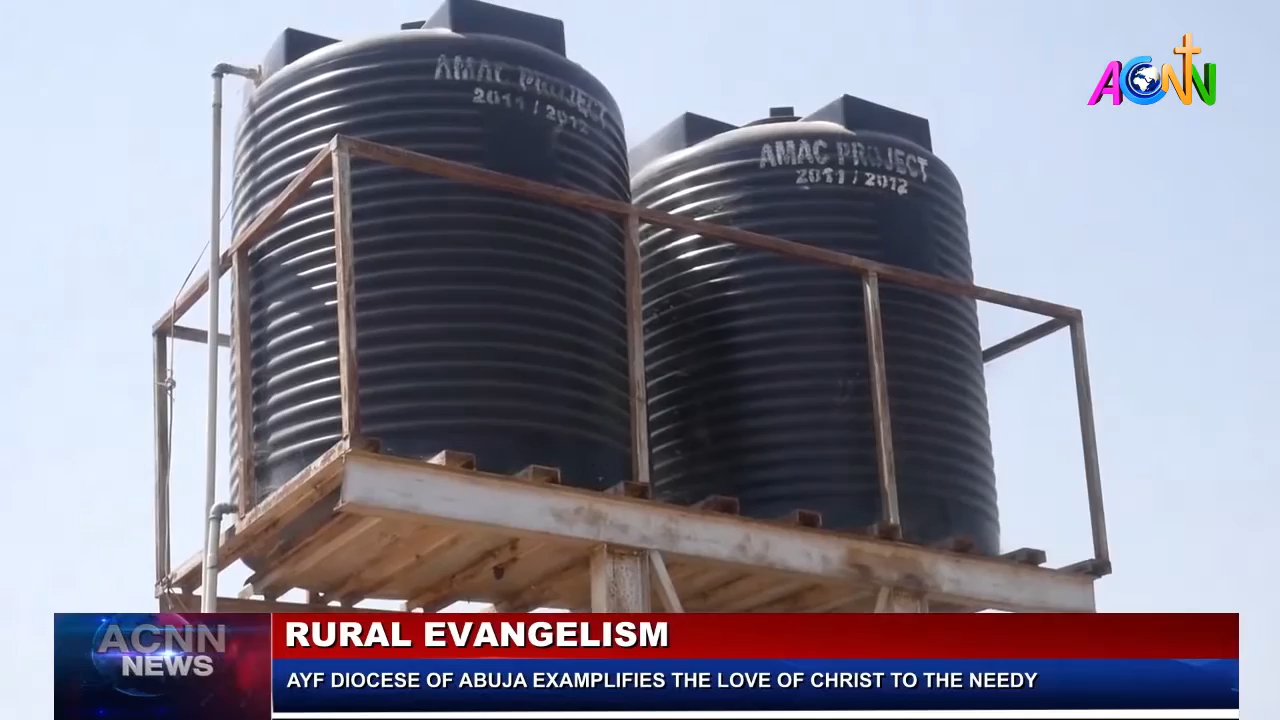 AMAC PROJECT
2011 / 2012
AMAC PROJECT
2011 / 2012
ACNN
ACNN
NEWS
RURAL EVANGELISM
AYF DIOCESE OF ABUJA EXAMPLIFIES THE LOVE OF CHRIST TO THE NEEDY